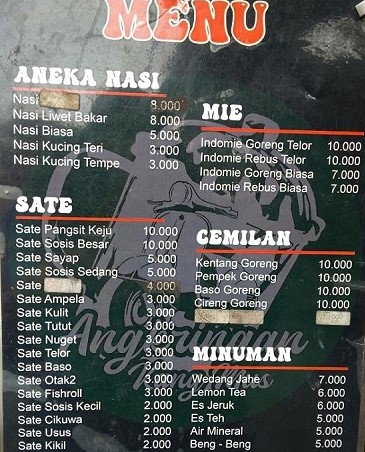 MENU
ANEKA NASI
Nasi 8.000
Nasi Liwet Bakar 8.000
Nasi Biasa 5.000
Nasi Kucing Teri 3.000
Nasi Kucing Tempe 3.000
SATE
Sate Pangsit Keju 10.000
Sate Sosis Besar 10.000
Sate Sayap 5.000
Sate Sosis Sedang 5.000
Sate 4.000
Sate Ampela 3.000
Sate Kulit 3.000
Sate Tutut 3.000
Sate Nuget 3.000
Sate Telor 3.000
Sate Baso 3.000
Sate Otak2 3.000
Sate Fishroll 3.000
Sate Sosis Kecil 2.000
Sate Cikuwa 2.000
Sate Usus 2.000
Sate Kikil 2.000
MIE
Indomie Goreng Telor 10.000
Indomie Rebus Telor 10.000
Indomie Goreng Biasa 7.000
Indomie Rebus Biasa 7.000
CEMILAN
Kentang Goreng 10.000
Pempek Goreng 10.000
Baso Goreng 10.000
Cireng Goreng 10.000
MINUMAN
Wedang Jahe 7.000
Lemon Tea 6.000
Es Jeruk 6.000
Es Teh 5.000
Air Mineral 5.000
Beng - Beng 5.000
Angkringan